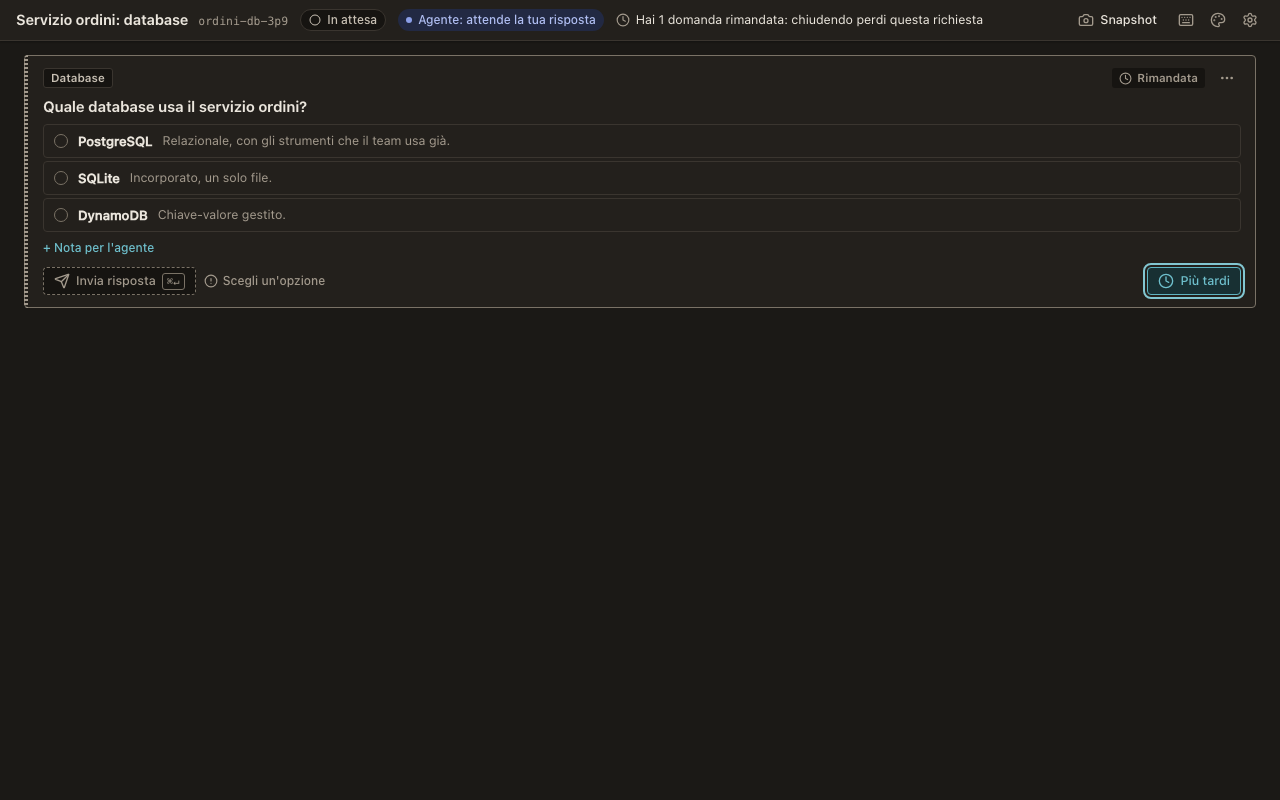 Servizio ordini: database ordini-db-3p9 In attesa Agente: attende la tua risposta Hai 1 domanda rimandata: chiudendo perdi questa richiesta Snapshot
Database Rimandata
Quale database usa il servizio ordini?
PostgreSQL Relazionale, con gli strumenti che il team usa già.
SQLite Incorporato, un solo file.
DynamoDB Chiave-valore gestito.
+ Nota per l'agente
Invia risposta ⌘↵ Scegli un'opzione Più tardi